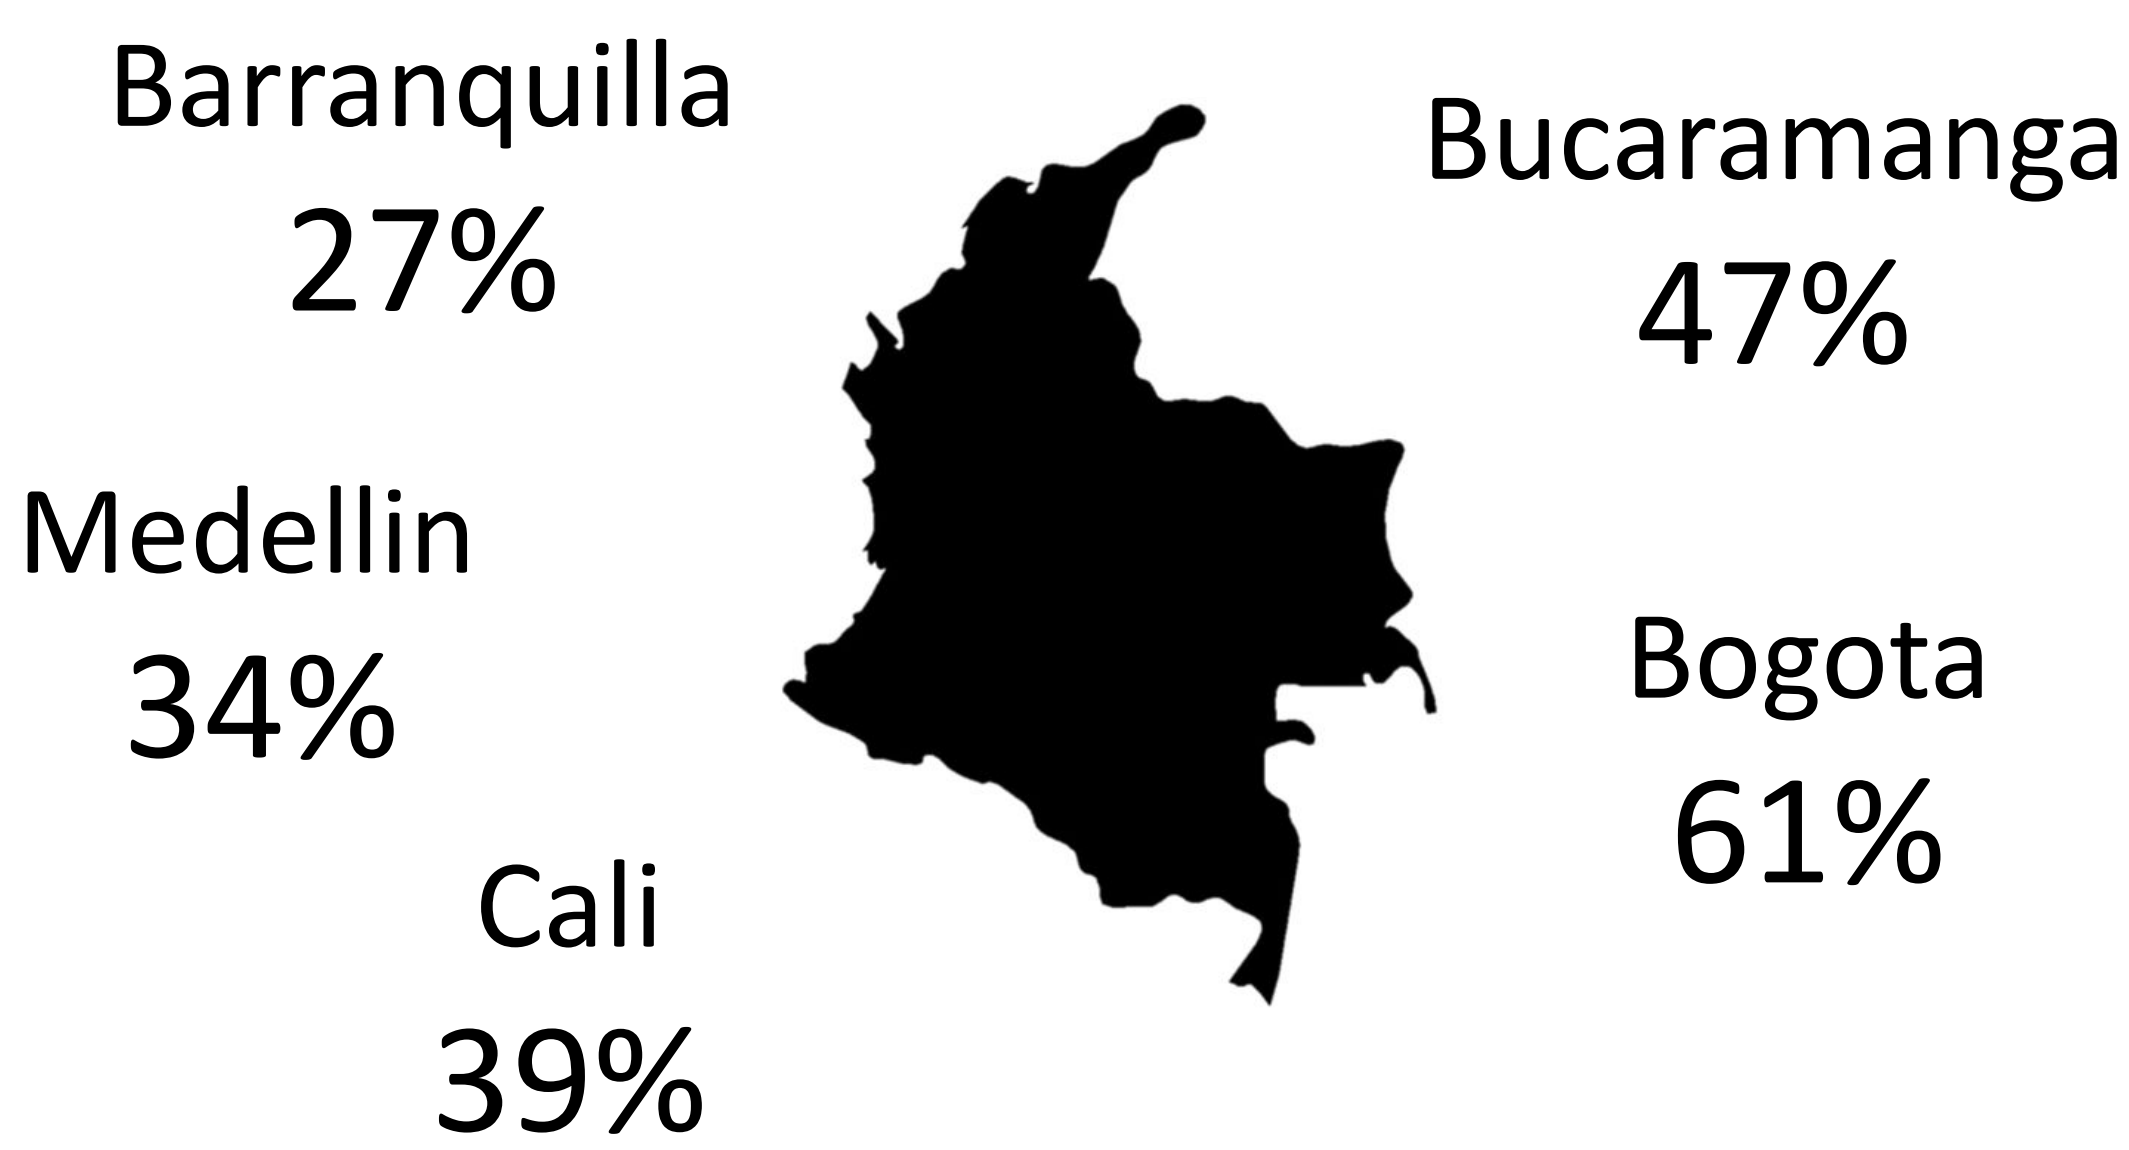 Barranquilla
27%
Bucaramanga
47%
Medellin
34%
Bogota
61%
Cali
39%